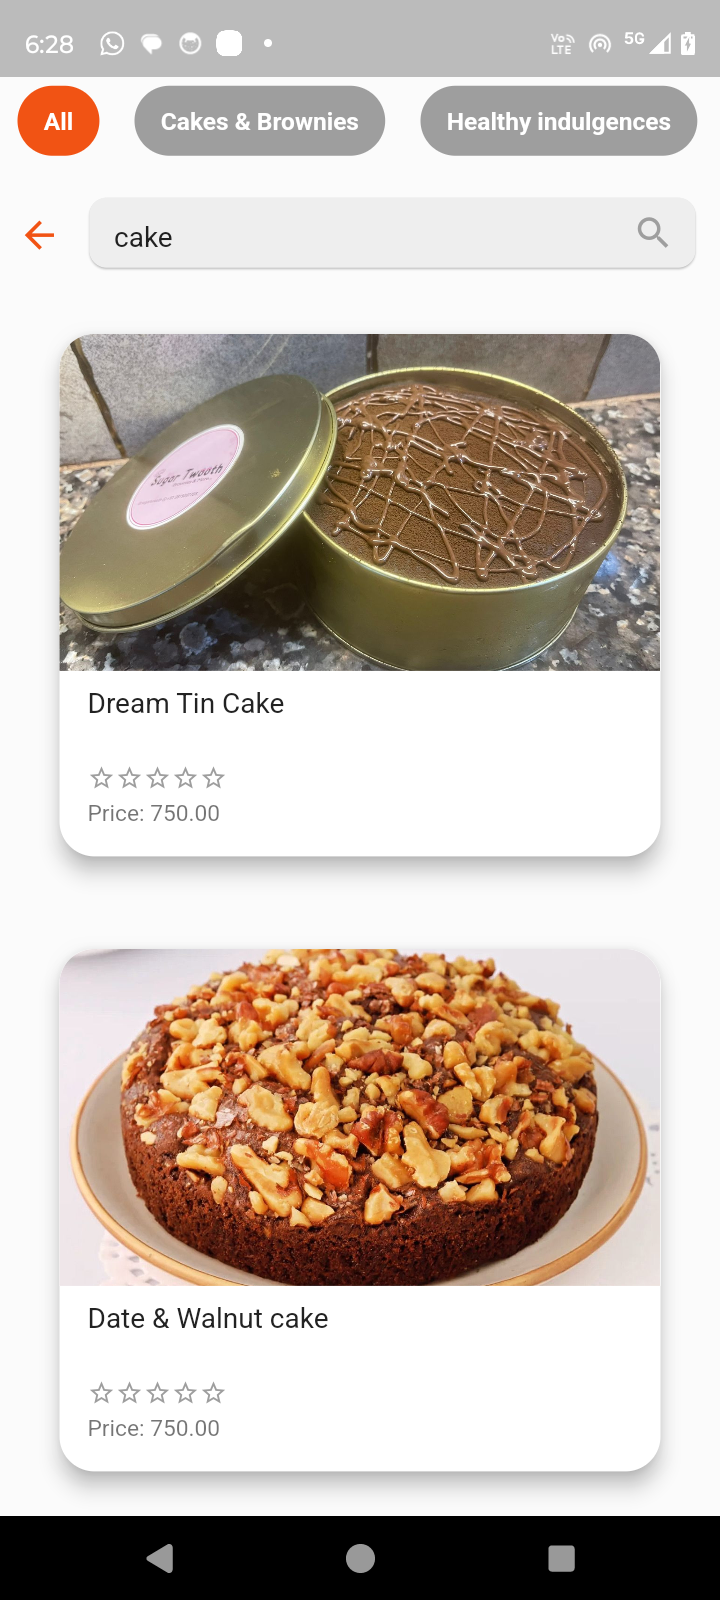 6:28
Vo LTE
5G
All
Cakes & Brownies
Healthy indulgences
cake
Sugar Twooth
Dream Tin Cake
Price: 750.00
Date & Walnut cake
Price: 750.00